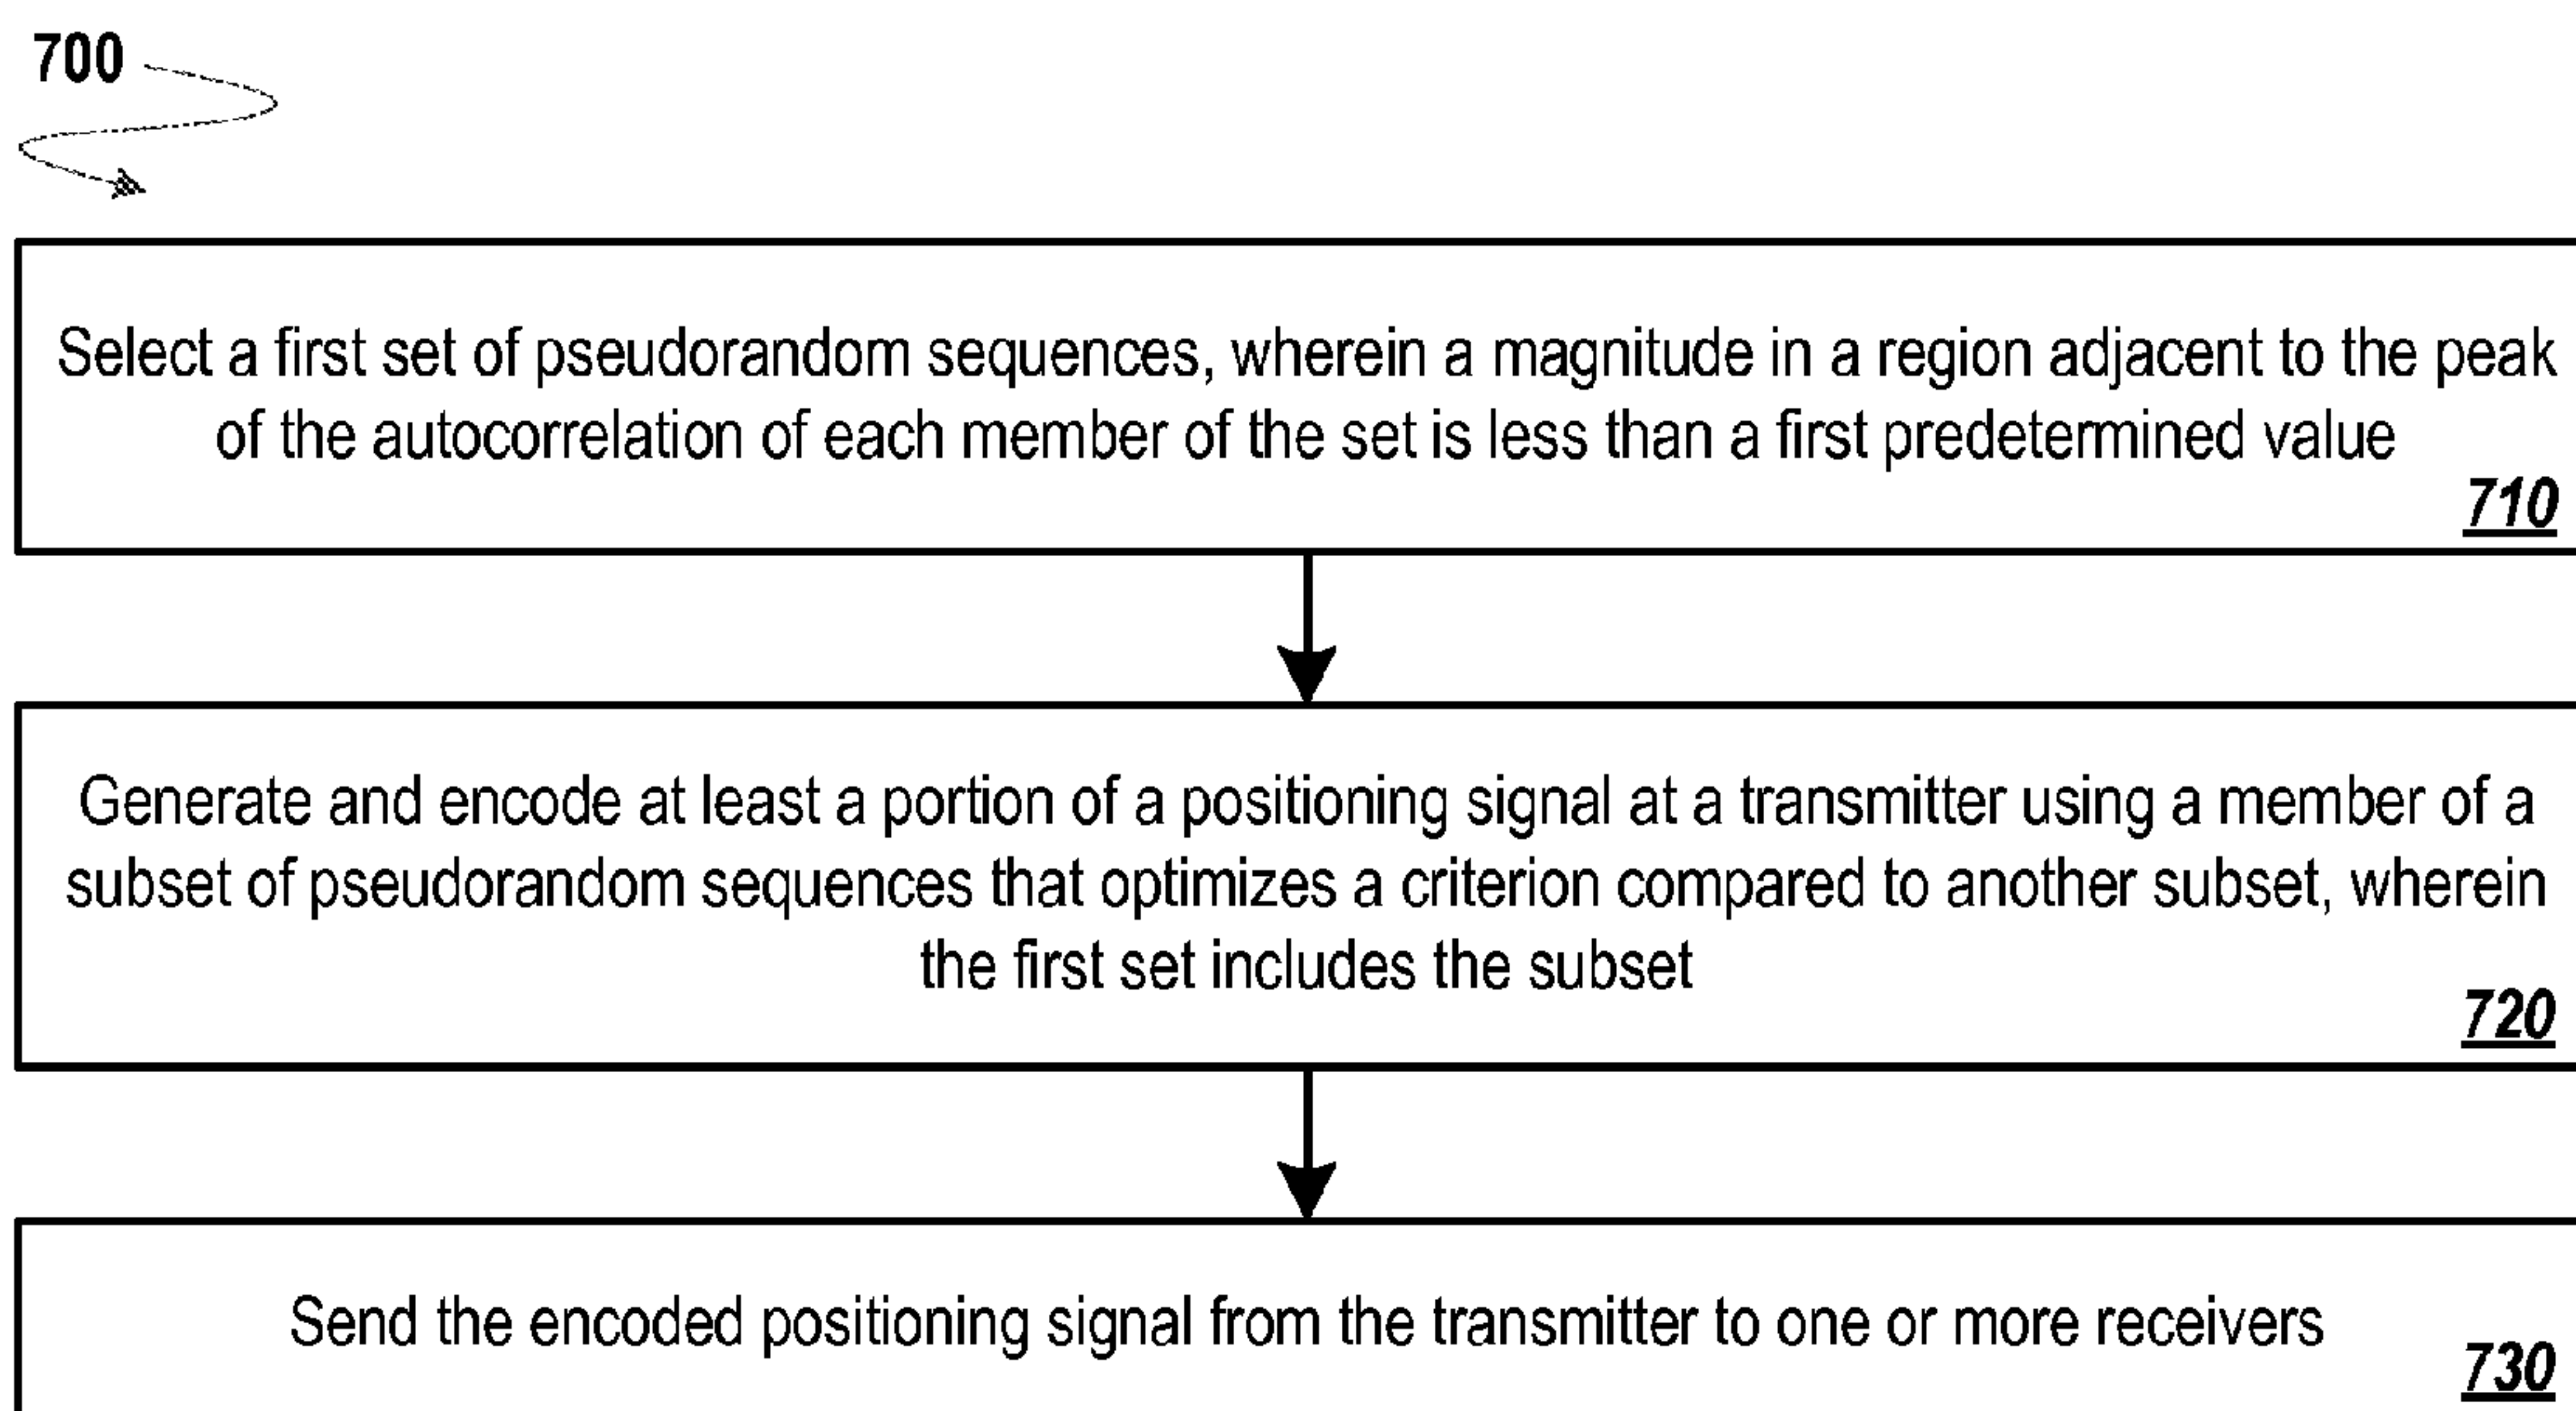 700
Select a first set of pseudorandom sequences, wherein a magnitude in a region adjacent to the peak
of the autocorrelation of each member of the set is less than a first predetermined value
710
Generate and encode at least a portion of a positioning signal at a transmitter using a member of a
subset of pseudorandom sequences that optimizes a criterion compared to another subset, wherein
the first set includes the subset
720
Send the encoded positioning signal from the transmitter to one or more receivers
730